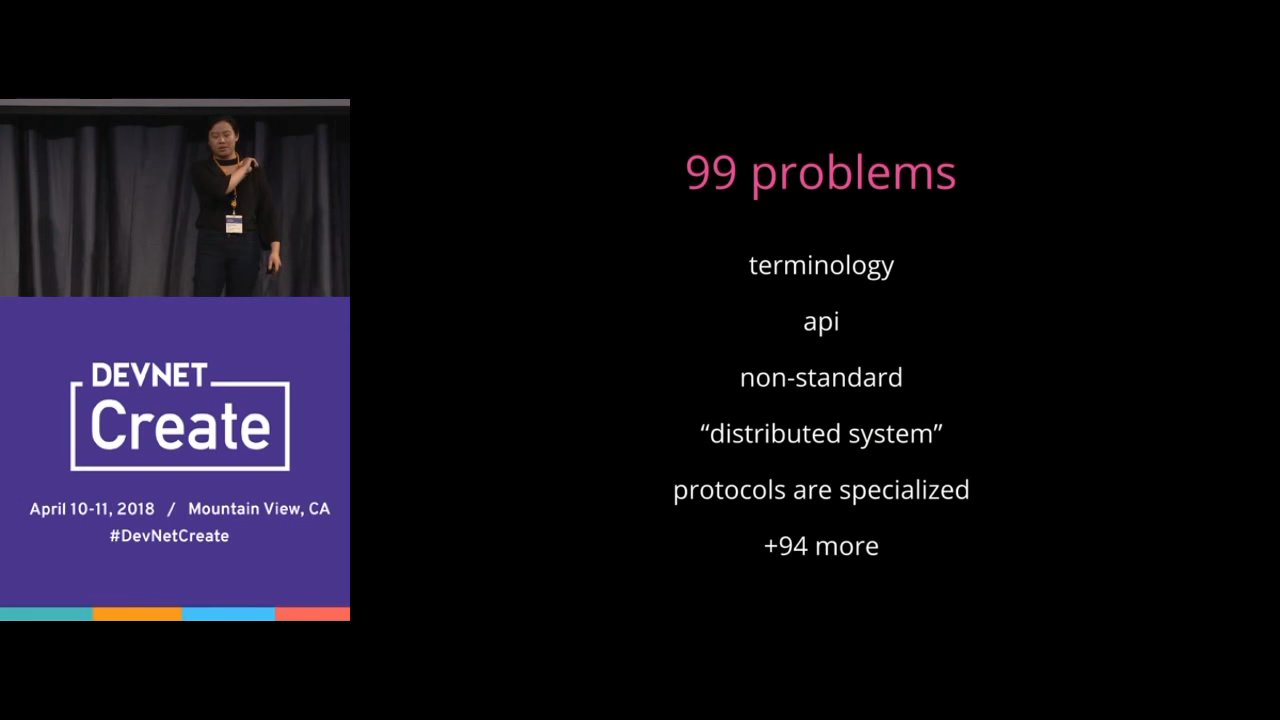 DEVNET
Create
April 10-11, 2018 / Mountain View, CA
#DevNetCreate
99 problems
terminology
api
non-standard
“distributed system”
protocols are specialized
+94 more